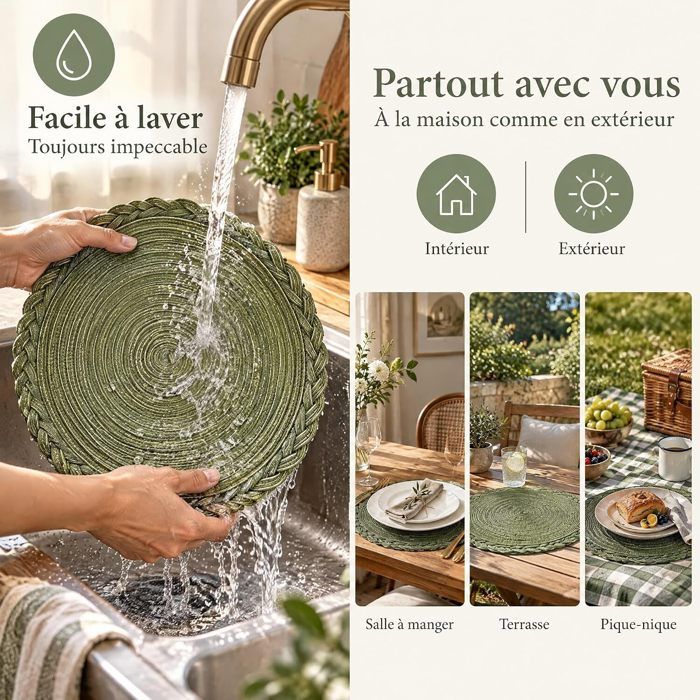 Facile à laver
Toujours impeccable
Partout avec vous
À la maison comme en extérieur
Intérieur
Extérieur
Salle à manger
Terrasse
Pique-nique